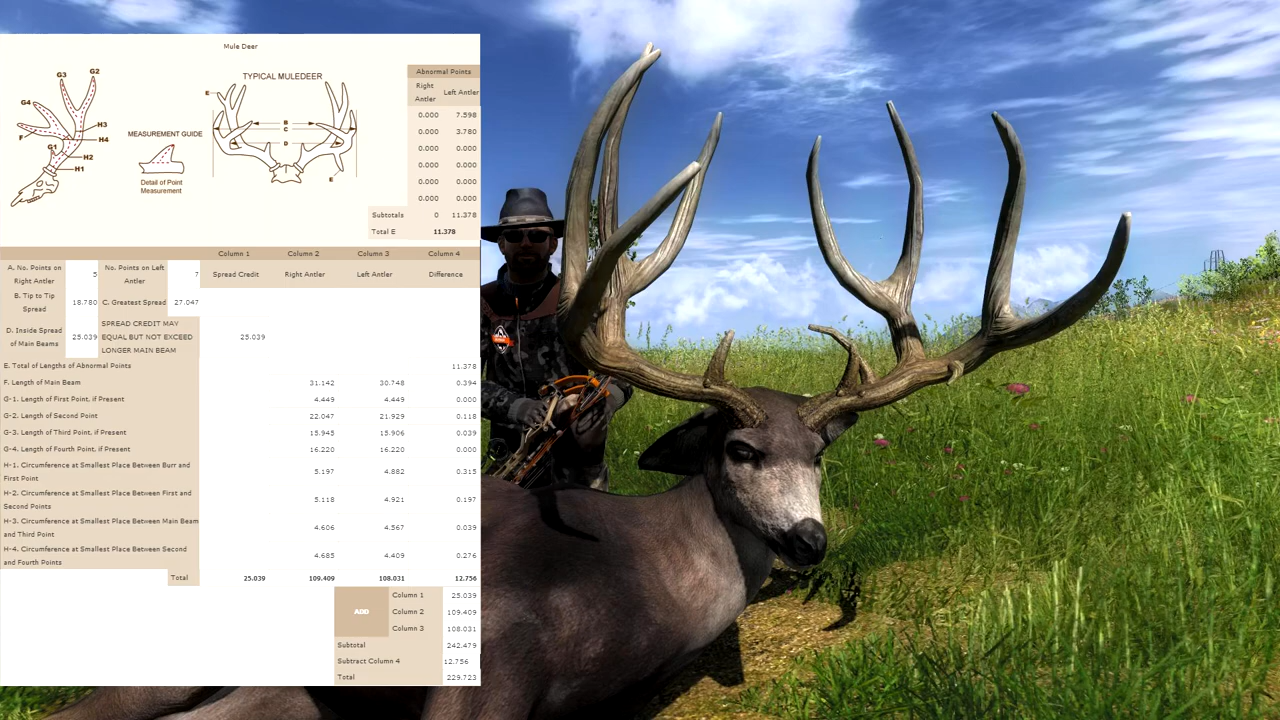 Mule Deer
TYPICAL MULEDEER
G3
G2
G4
F
G1
H3
H4
H2
H1
MEASUREMENT GUIDE
Detail of Point
Measurement
E
B
C
D
E
Abnormal Points
Right Antler Left Antler
0.000 7.598
0.000 3.780
0.000 0.000
0.000 0.000
0.000 0.000
0.000 0.000
Subtotals 0 11.378
Total E 11.378
Column 1 Column 2 Column 3 Column 4
A. No. Points on Right Antler 5 No. Points on Left Antler 7 Spread Credit Right Antler Left Antler Difference
B. Tip to Tip Spread 18.780 C. Greatest Spread 27.047
D. Inside Spread of Main Beams 25.039 SPREAD CREDIT MAY EQUAL BUT NOT EXCEED LONGER MAIN BEAM 25.039
E. Total of Lengths of Abnormal Points 11.378
F. Length of Main Beam 31.142 30.748 0.394
G-1. Length of First Point, if Present 4.449 4.449 0.000
G-2. Length of Second Point 22.047 21.929 0.118
G-3. Length of Third Point, if Present 15.945 15.906 0.039
G-4. Length of Fourth Point, if Present 16.220 16.220 0.000
H-1. Circumference at Smallest Place Between Burr and First Point 5.197 4.882 0.315
H-2. Circumference at Smallest Place Between First and Second Points 5.118 4.921 0.197
H-3. Circumference at Smallest Place Between Main Beam and Third Point 4.606 4.567 0.039
H-4. Circumference at Smallest Place Between Second and Fourth Points 4.685 4.409 0.276
Total 25.039 109.409 108.031 12.756
ADD
Column 1 25.039
Column 2 109.409
Column 3 108.031
Subtotal 242.479
Subtract Column 4 12.756
Total 229.723